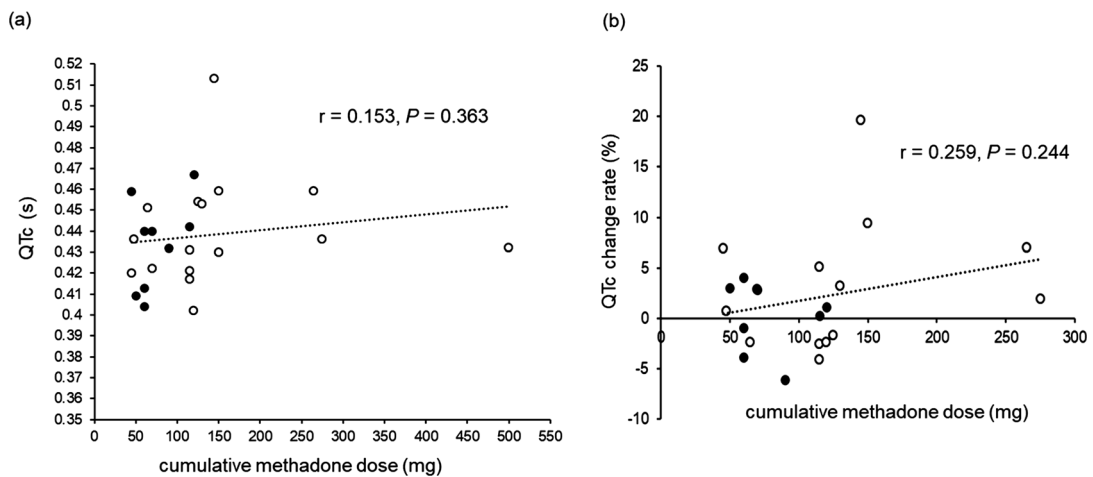 (a)
QTc (s)
0.52
0.51
0.5
0.49
0.48
0.47
0.46
0.45
0.44
0.43
0.42
0.41
0.4
0.39
0.38
0.37
0.36
0.35
r = 0.153, P = 0.363
0 50 100 150 200 250 300 350 400 450 500 550
cumulative methadone dose (mg)
(b)
QTc change rate (%)
25
20
15
10
5
0
-5
-10
r = 0.259, P = 0.244
0 50 100 150 200 250 300
cumulative methadone dose (mg)